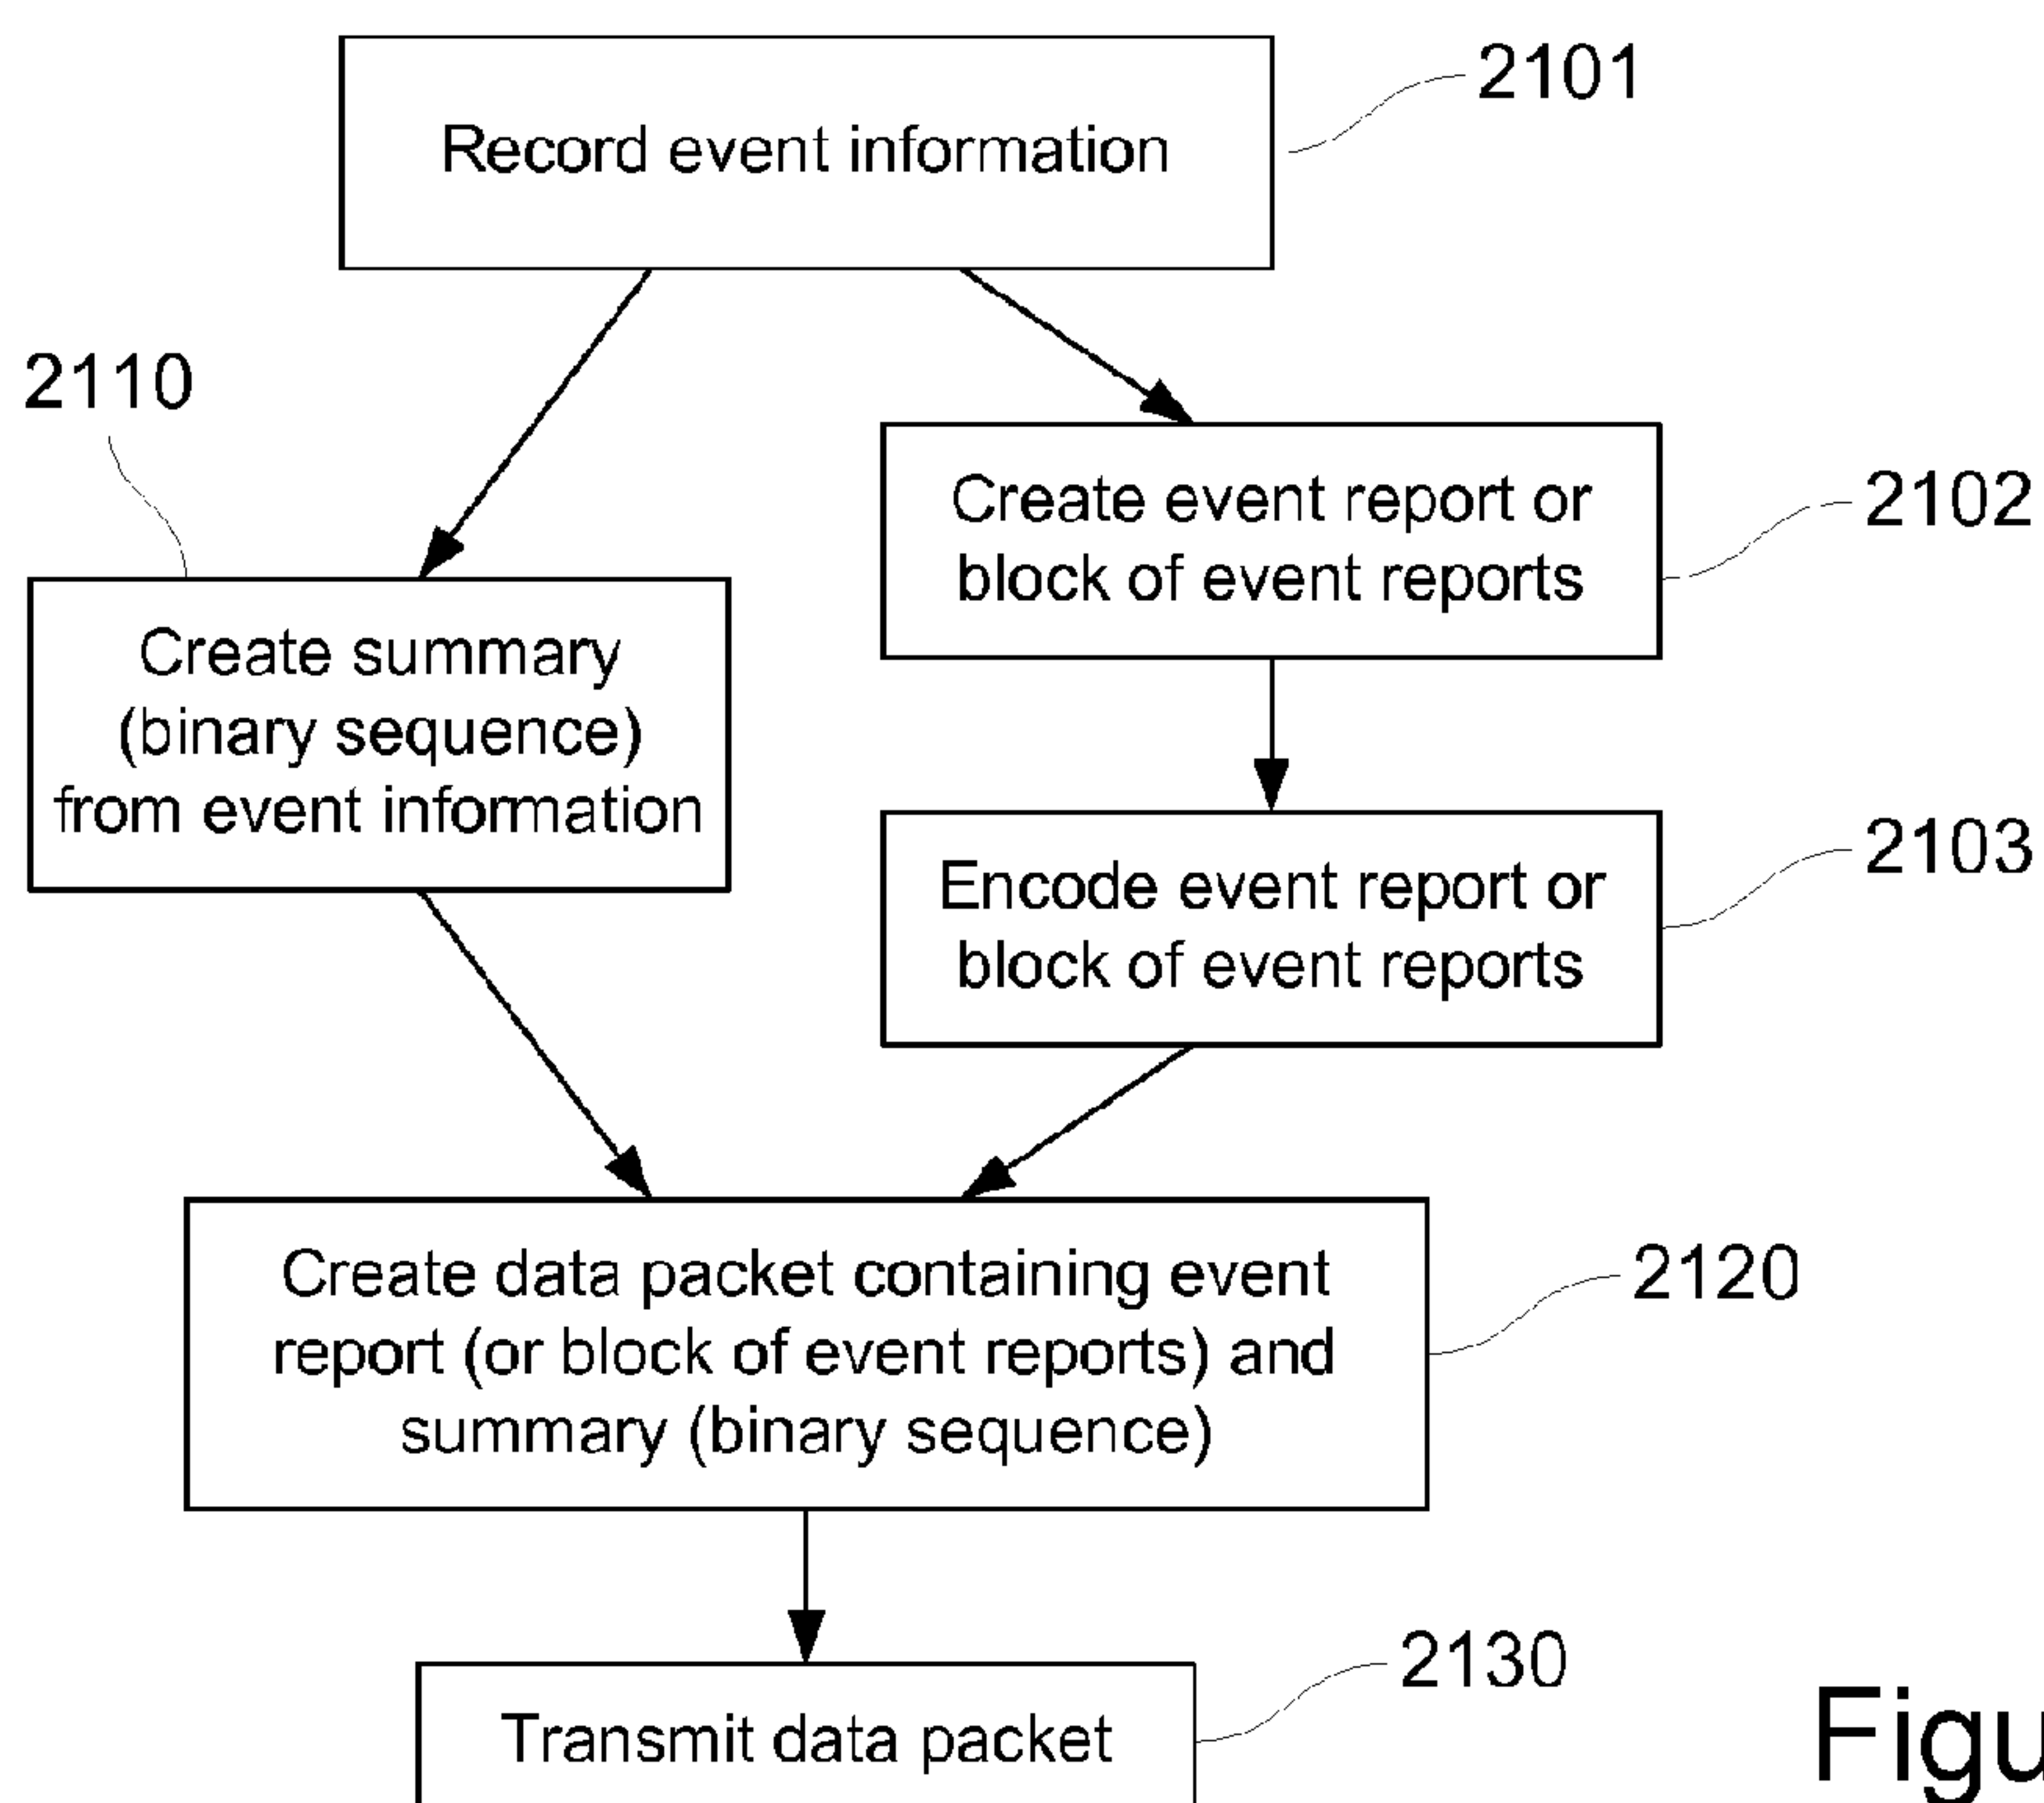 2101
Record event information
2110
2102
Create event report or
block of event reports
Create summary
(binary sequence)
from event information
2103
Encode event report or
block of event reports
2120
Create data packet containing event
report (or block of event reports) and
summary (binary sequence)
2130
Transmit data packet